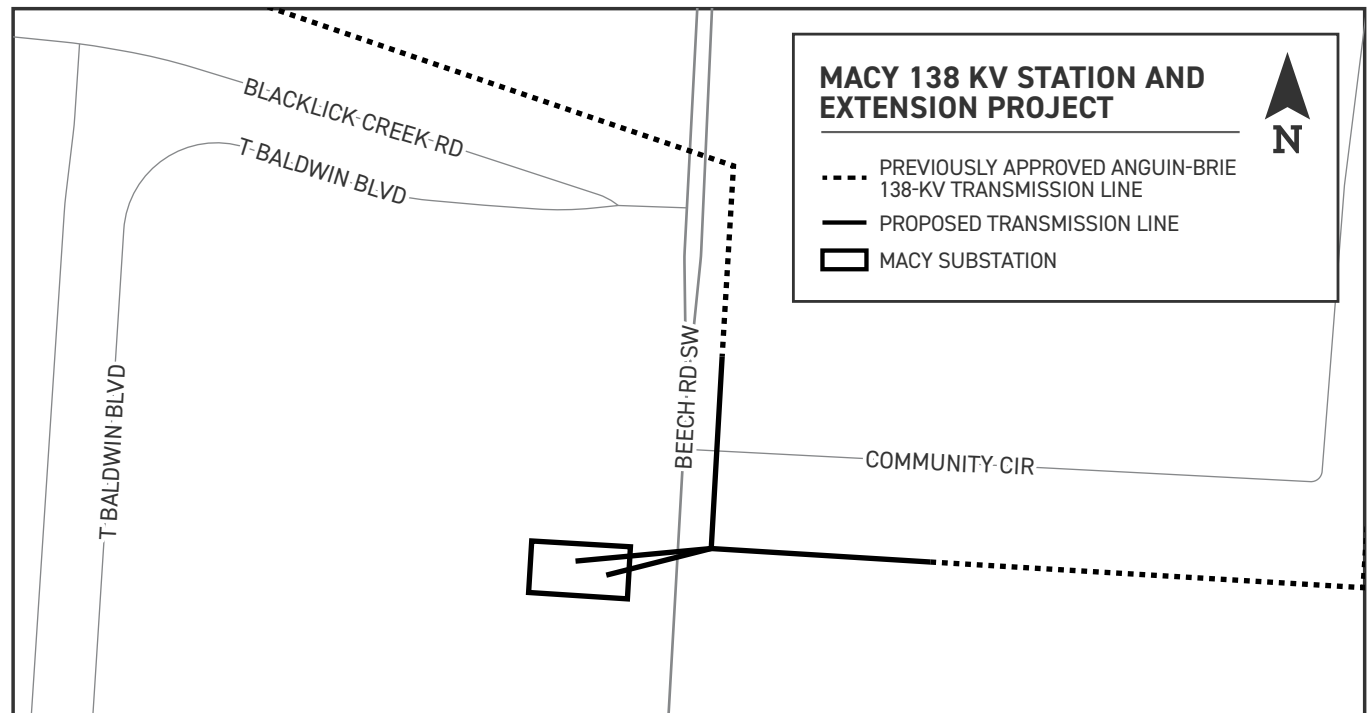 BLACKLICK CREEK RD
T BALDWIN BLVD
T BALDWIN BLVD
BEECH RD SW
COMMUNITY CIR
MACY 138 KV STATION AND
EXTENSION PROJECT
N
PREVIOUSLY APPROVED ANGUIN-BRIE
138-KV TRANSMISSION LINE
PROPOSED TRANSMISSION LINE
MACY SUBSTATION